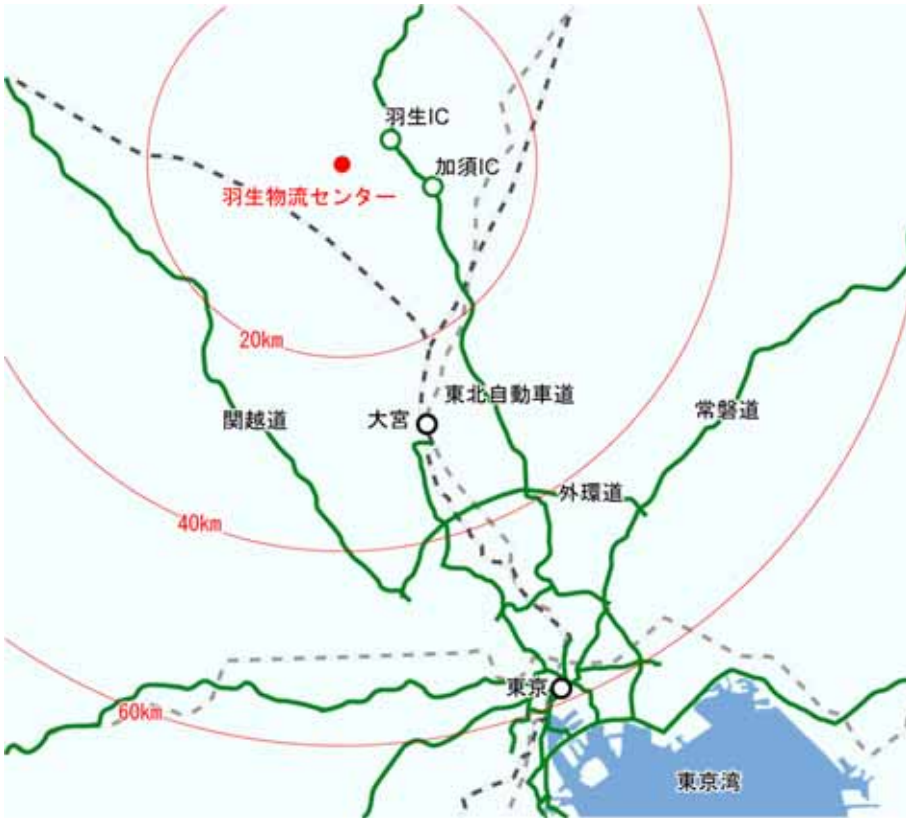 羽生IC
加須IC
羽生物流センター
20km
東北自動車道
大宮
関越道
常磐道
外環道
40km
東京
60km
東京湾